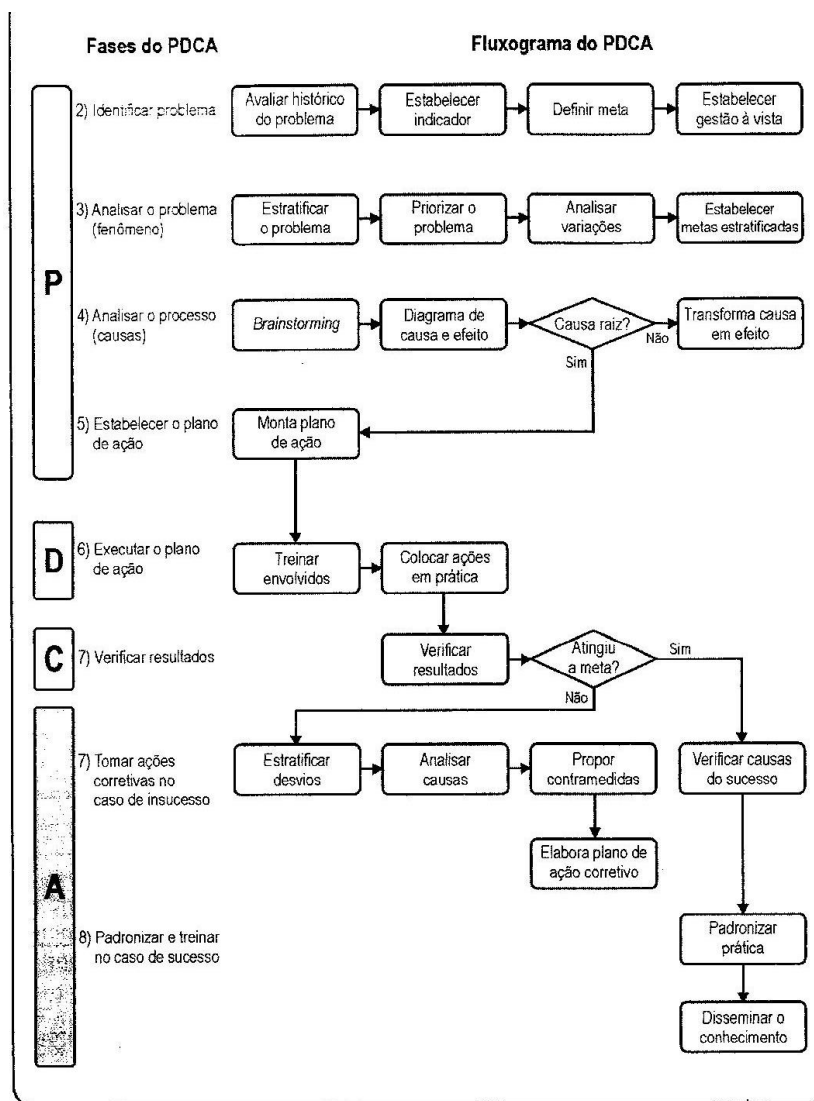 Fases do PDCA
Fluxograma do PDCA
P
2) Identificar problema
Avaliar histórico
do problema
Estabelecer
indicador
Definir meta
Estabelecer
gestão à vista
3) Analisar o problema
(fenômeno)
Estratificar
o problema
Priorizar o
problema
Analisar
variações
Estabelecer
metas estratificadas
4) Analisar o processo
(causas)
Brainstorming
Diagrama de
causa e efeito
Causa raiz?
Não
Transforma causa
em efeito
Sim
5) Estabelecer o plano
de ação
Monta plano
de ação
D
6) Executar o plano
de ação
Treinar
envolvidos
Colocar ações
em prática
C
7) Verificar resultados
Verificar
resultados
Atingiu
a meta?
Sim
Não
A
7) Tomar ações
corretivas no
caso de insucesso
Estratificar
desvios
Analisar
causas
Propor
contramedidas
Verificar causas
do sucesso
Elabora plano de
ação corretivo
8) Padronizar e treinar
no caso de sucesso
Padronizar
prática
Disseminar o
conhecimento